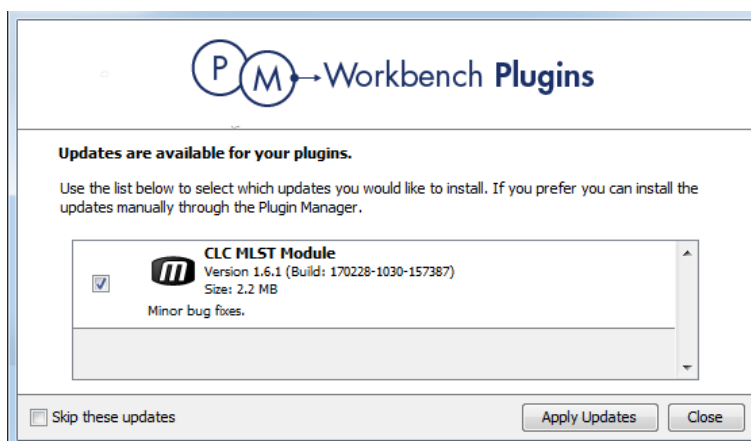 P M Workbench Plugins
Updates are available for your plugins.
Use the list below to select which updates you would like to install. If you prefer you can install the
updates manually through the Plugin Manager.
CLC MLST Module
m
Version 1.6.1 (Build: 170228-1030-157387)
Size: 2.2 MB
Minor bug fixes.
Skip these updates
Apply Updates
Close